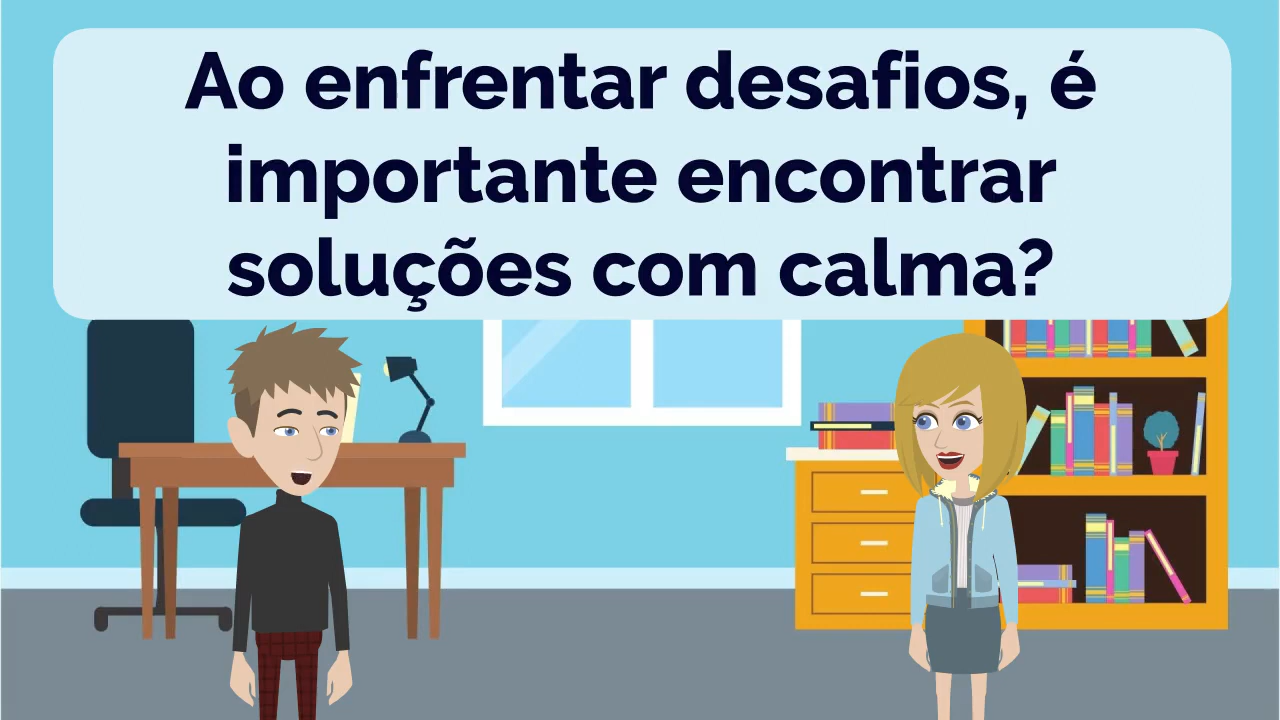 Ao enfrentar desafios, é
importante encontrar
soluções com calma?